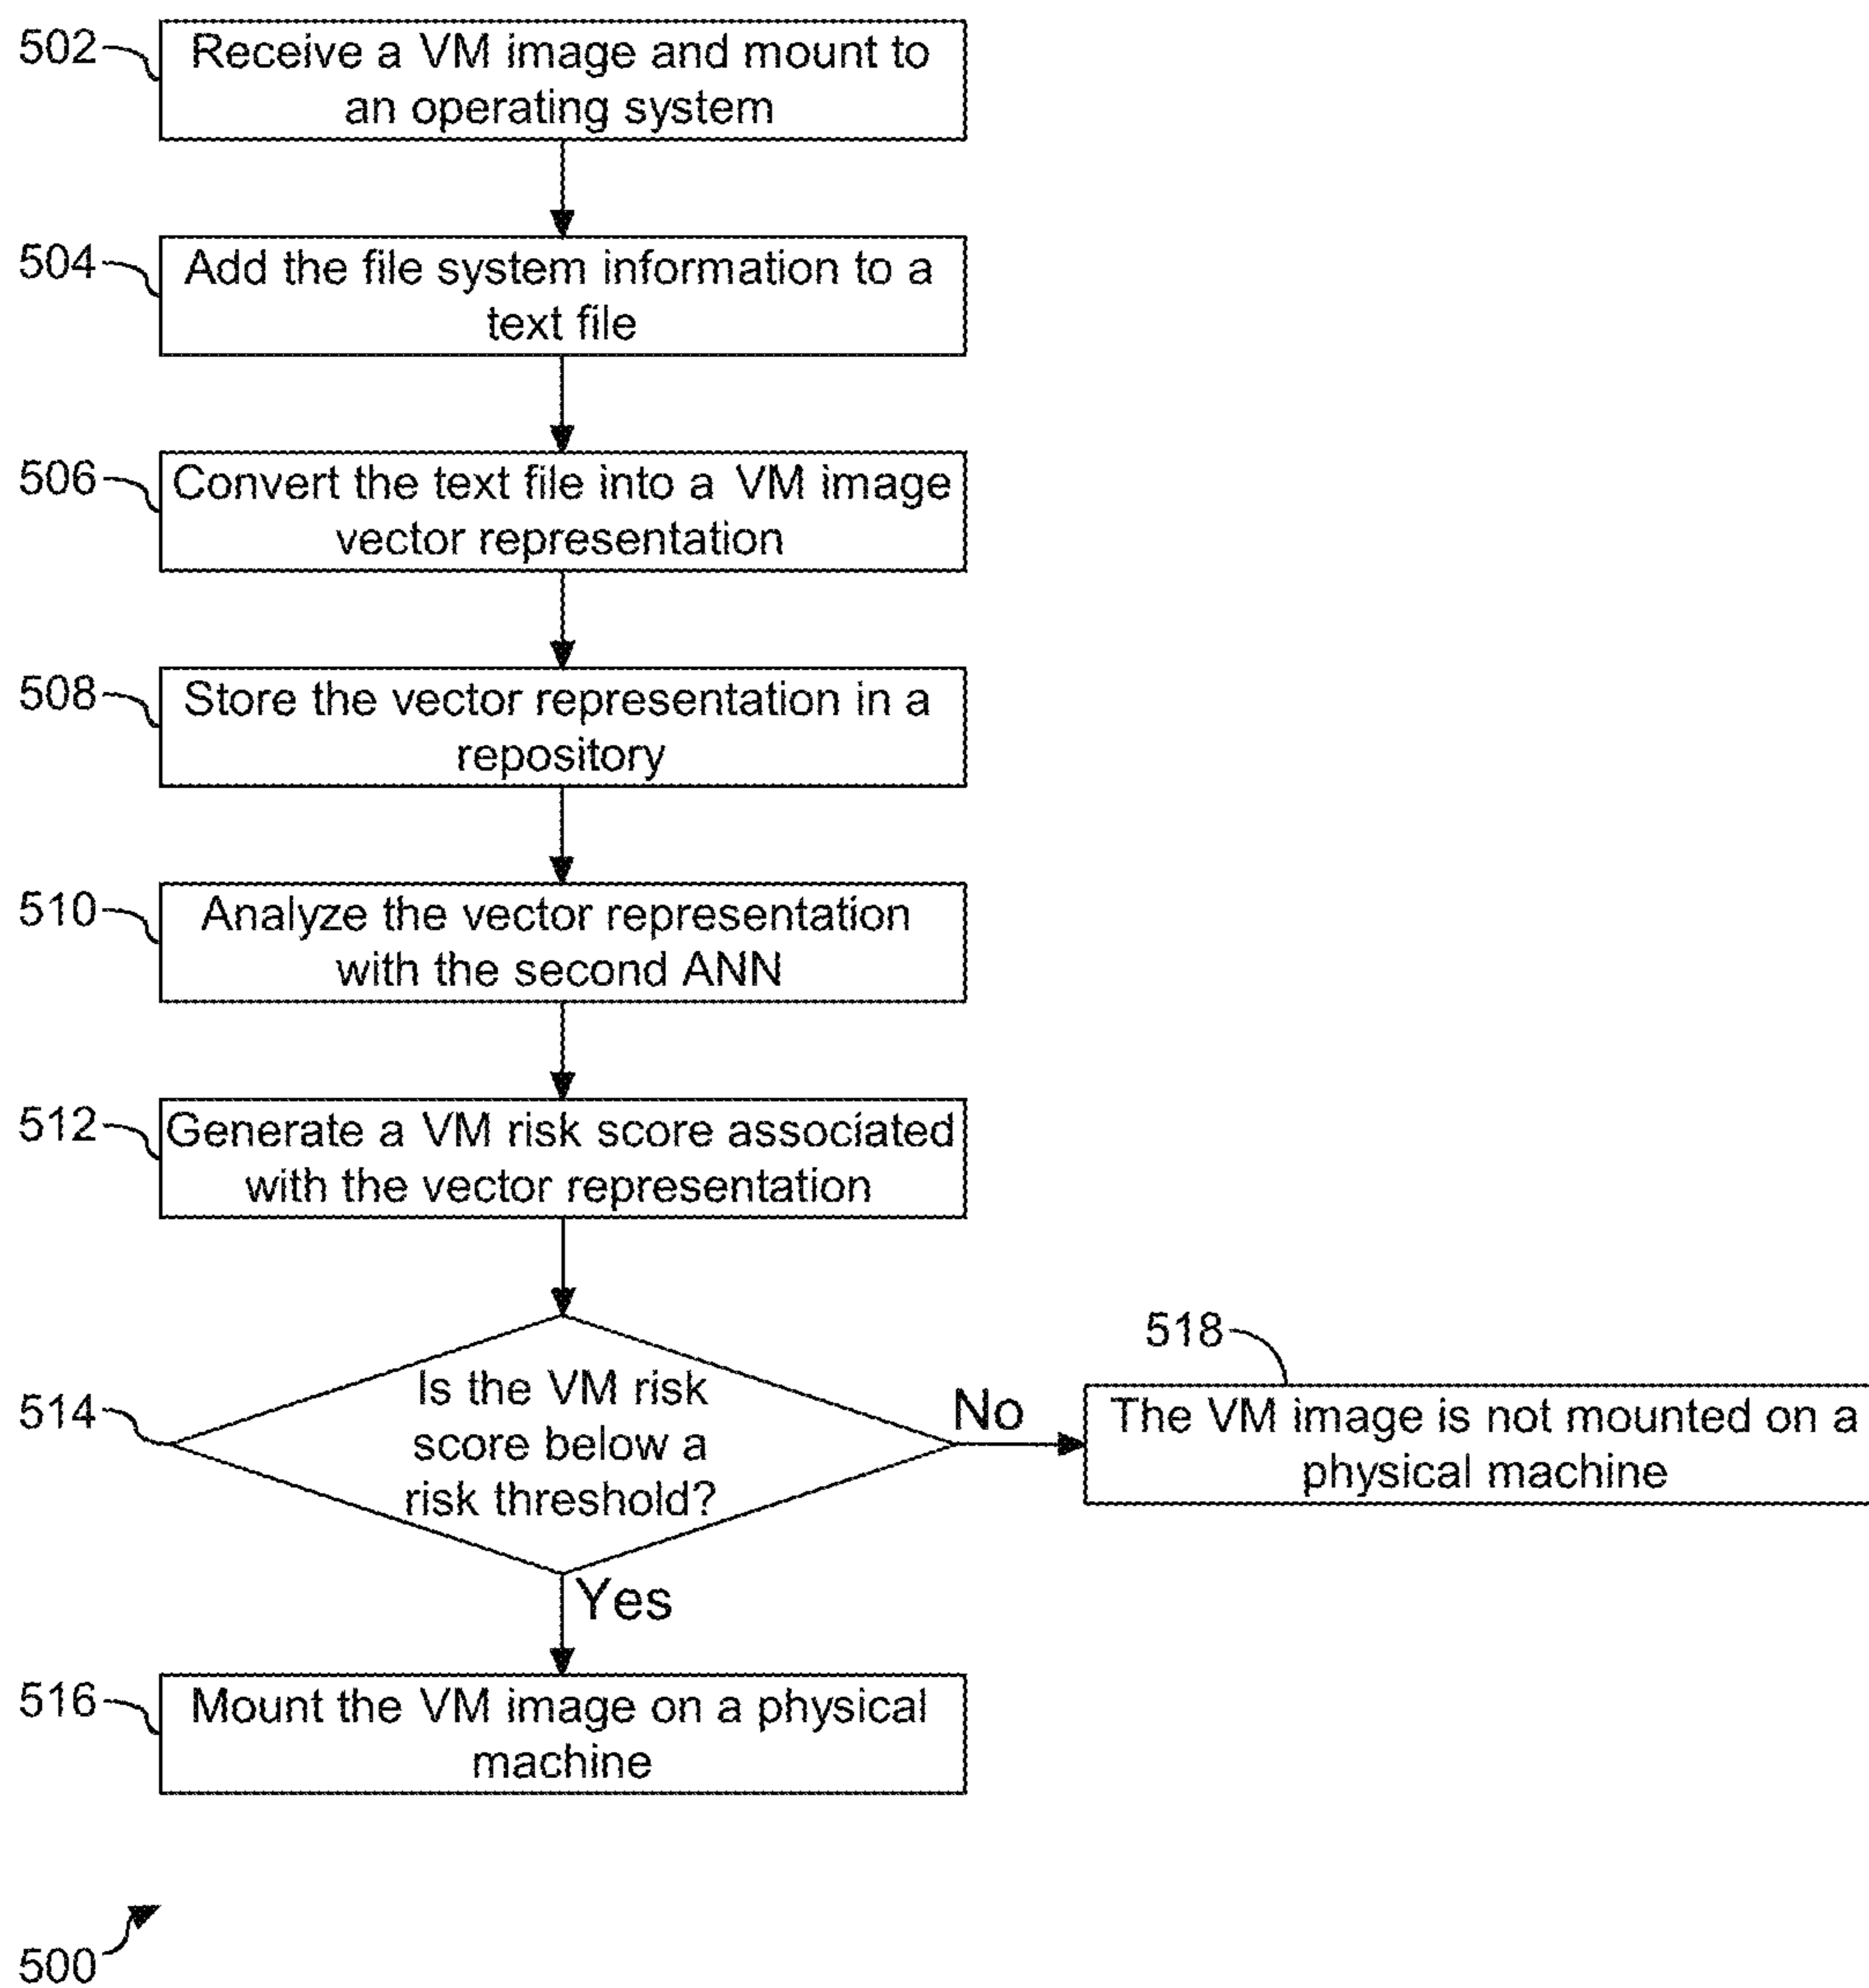 502
Receive a VM image and mount to
an operating system
504
Add the file system information to a
text file
506
Convert the text file into a VM image
vector representation
508
Store the vector representation in a
repository
510
Analyze the vector representation
with the second ANN
512
Generate a VM risk score associated
with the vector representation
514
Is the VM risk
score below a
risk threshold?
No
518
The VM image is not mounted on a
physical machine
Yes
516
Mount the VM image on a physical
machine
500